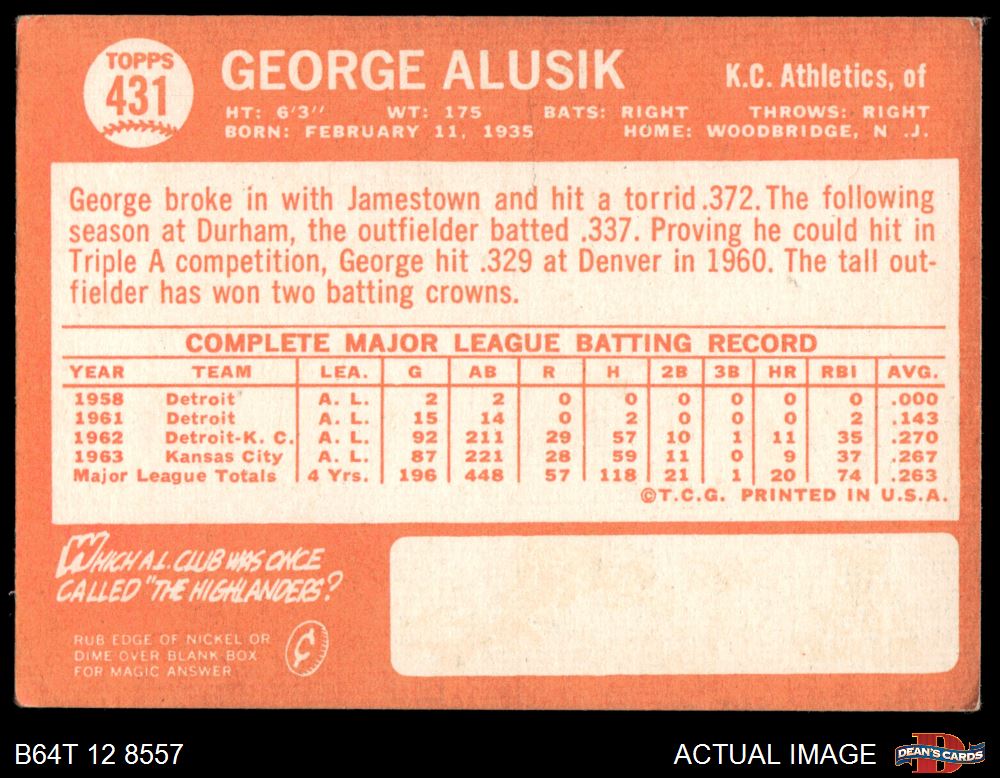 TOPPS
431
GEORGE ALUSIK
K.C. Athletics, of
HT: 6'3" WT: 175 BATS: RIGHT THROWS: RIGHT
BORN: FEBRUARY 11, 1935 HOME: WOODBRIDGE, N .J.
George broke in with Jamestown and hit a torrid .372. The following
season at Durham, the outfielder batted .337. Proving he could hit in
Triple A competition, George hit .329 at Denver in 1960. The tall out-
fielder has won two batting crowns.
COMPLETE MAJOR LEAGUE BATTING RECORD
YEAR TEAM LEA. G AB R H 2B 3B HR RBI AVG.
1958 Detroit A. L. 2 2 0 0 0 0 0 0 .000
1961 Detroit A. L. 15 14 0 2 0 0 0 2 .143
1962 Detroit-K. C. A. L. 92 211 29 57 10 1 11 35 .270
1963 Kansas City A. L. 87 221 28 59 11 0 9 37 .267
Major League Totals 4 Yrs. 196 448 57 118 21 1 20 74 .263
©T.C.G. PRINTED IN U.S.A.
WHICH A.L. CLUB WAS ONCE
CALLED "THE HIGHLANDERS?
RUB EDGE OF NICKEL OR
DIME OVER BLANK BOX
FOR MAGIC ANSWER
¢
B64T 12 8557
ACTUAL IMAGE
D
DEAN'S CARDS